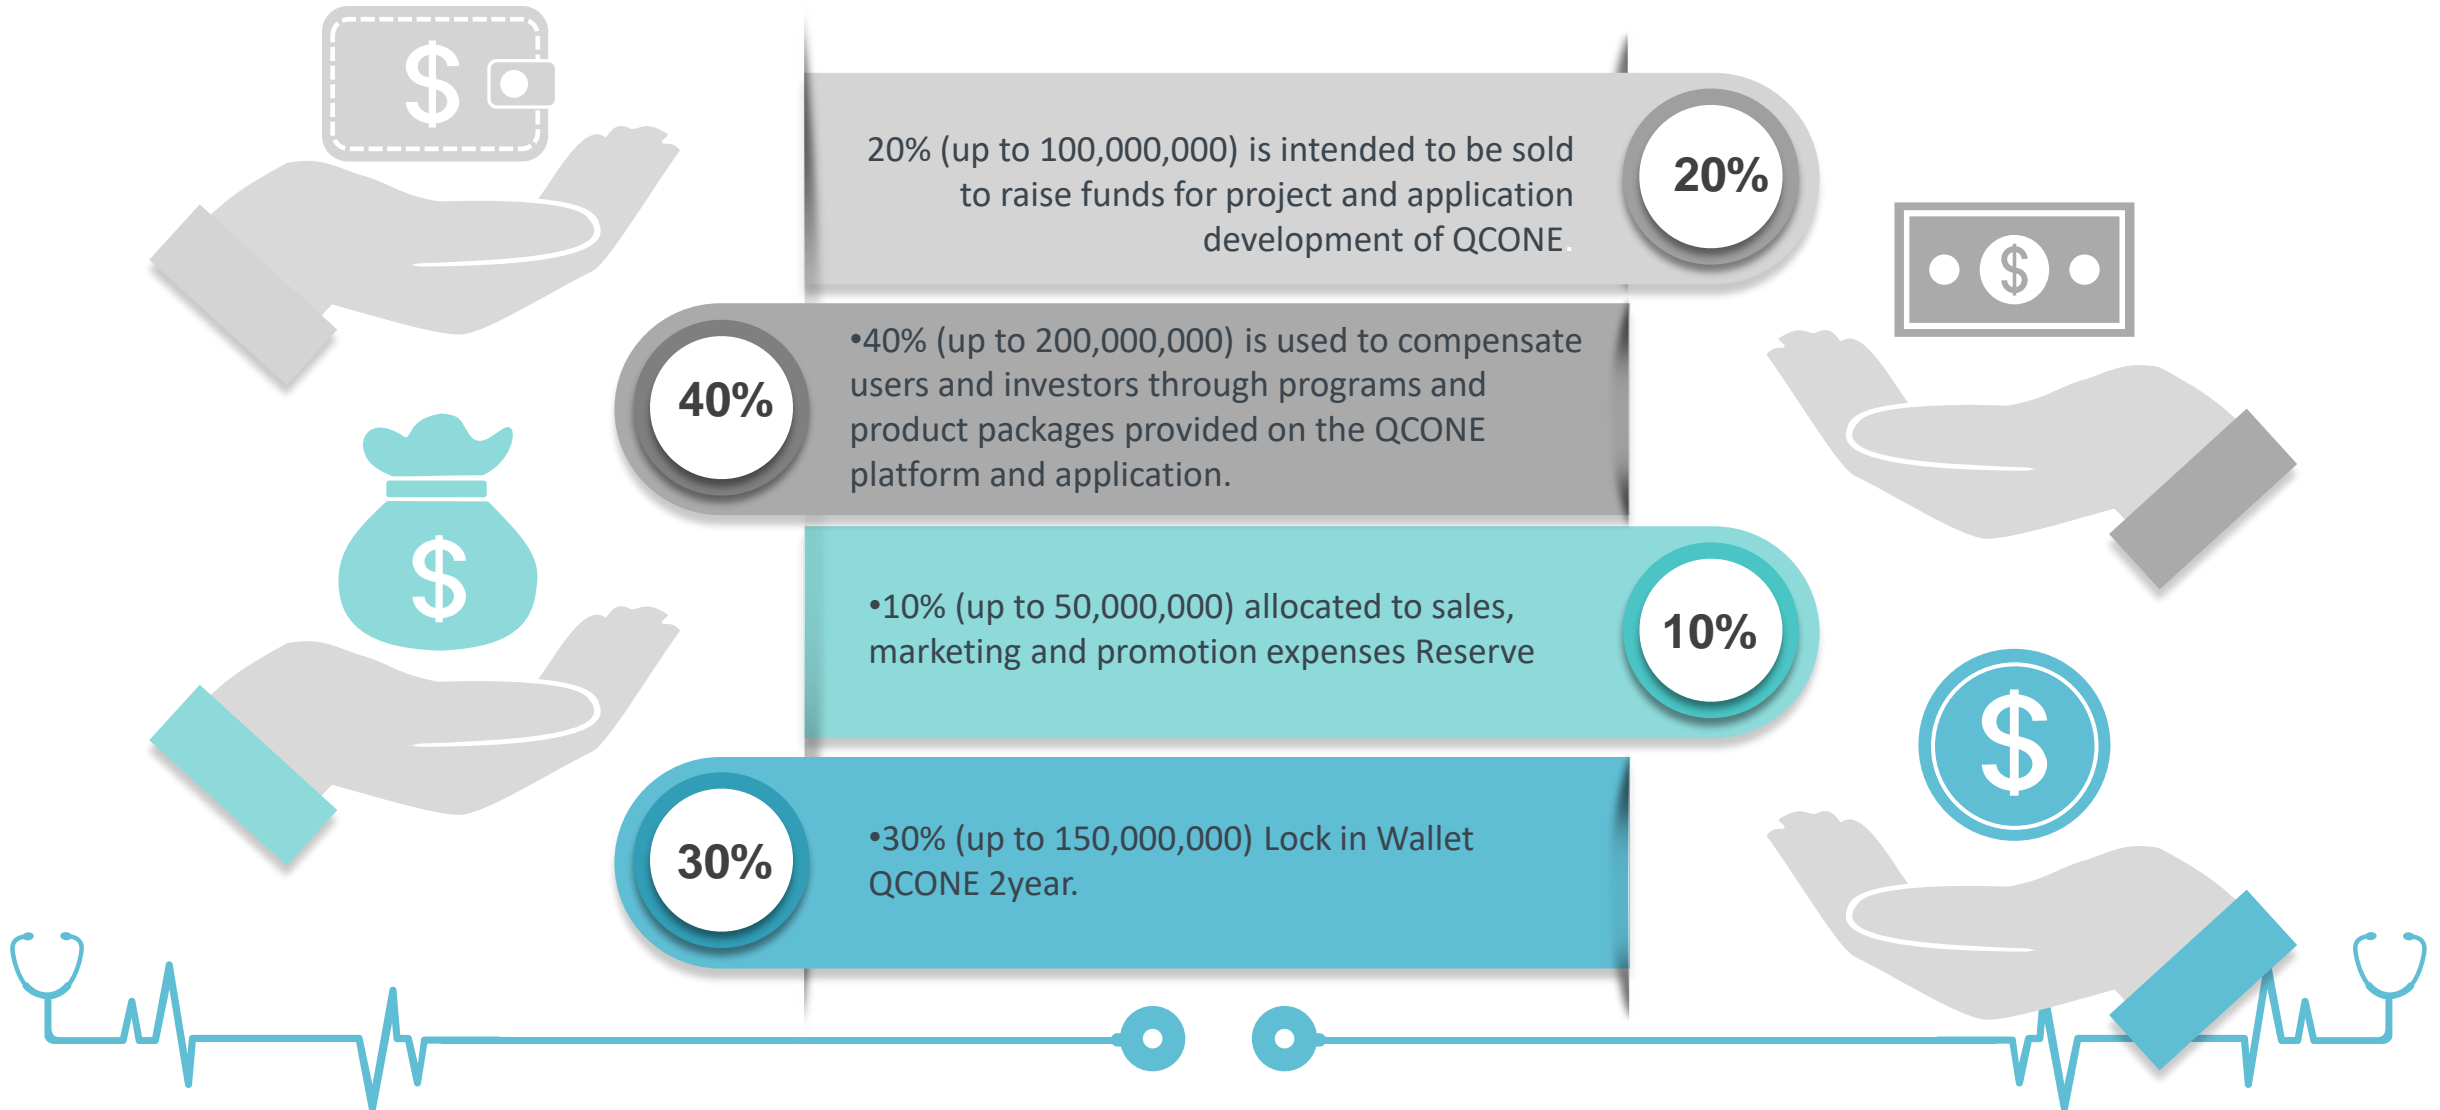 20% (up to 100,000,000) is intended to be sold
to raise funds for project and application
development of QCONE.
20%
40%
•40% (up to 200,000,000) is used to compensate
users and investors through programs and
product packages provided on the QCONE
platform and application.
•10% (up to 50,000,000) allocated to sales,
marketing and promotion expenses Reserve
10%
30%
•30% (up to 150,000,000) Lock in Wallet
QCONE 2year.
$
$
$
$